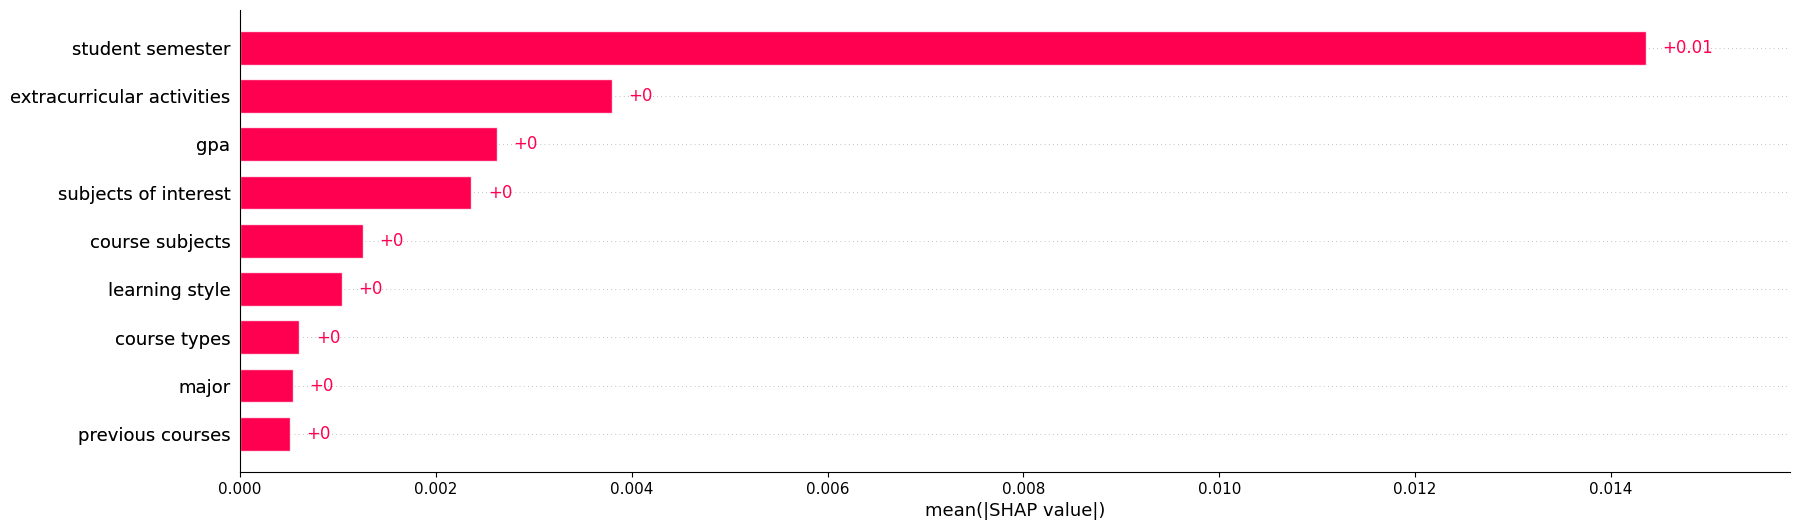 student semester +0.01
extracurricular activities +0
gpa +0
subjects of interest +0
course subjects +0
learning style +0
course types +0
major +0
previous courses +0
0.000 0.002 0.004 0.006 0.008 0.010 0.012 0.014
mean(|SHAP value|)